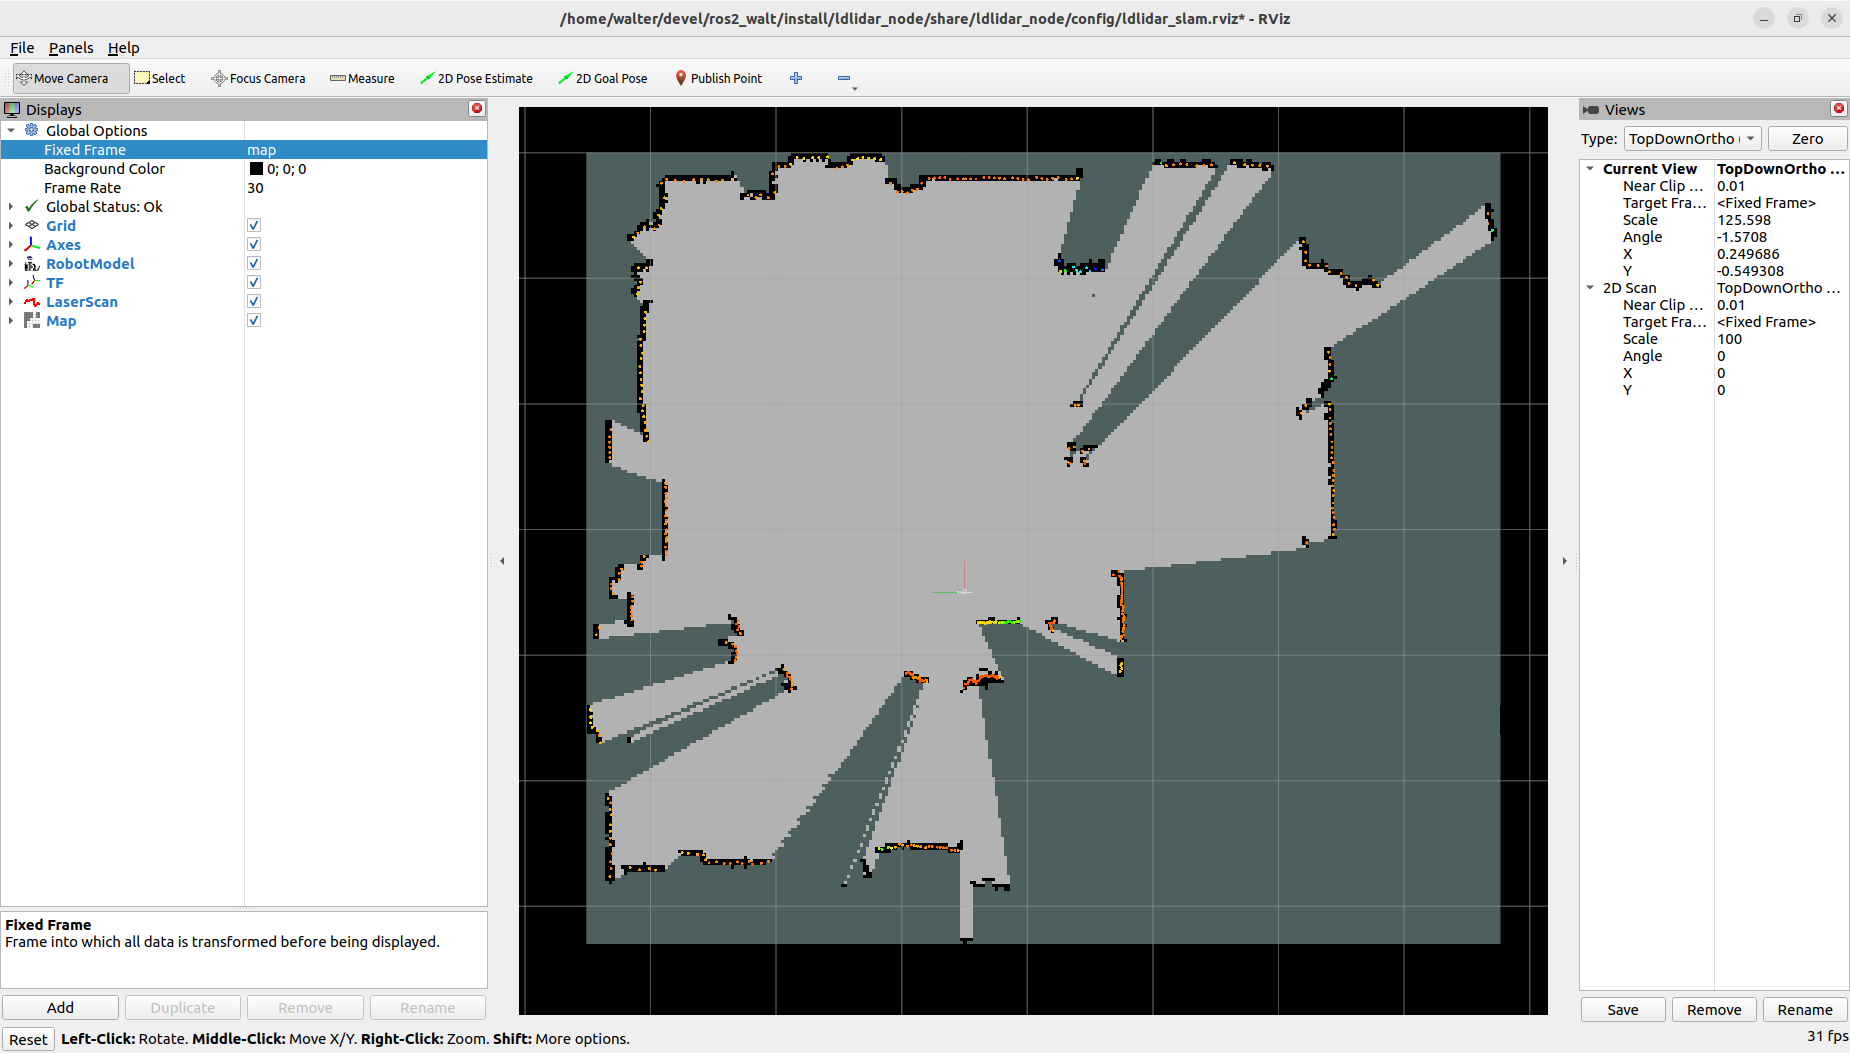 /home/walter/devel/ros2_walt/install/ldlidar_node/share/ldlidar_node/config/ldlidar_slam.rviz* - RViz
File Panels Help
Move Camera Select Focus Camera Measure 2D Pose Estimate 2D Goal Pose Publish Point
Displays
Global Options
Fixed Frame map
Background Color 0; 0; 0
Frame Rate 30
Global Status: Ok
Grid
Axes
RobotModel
TF
LaserScan
Map
Fixed Frame
Frame into which all data is transformed before being displayed.
Add Duplicate Remove Rename
Reset Left-Click: Rotate. Middle-Click: Move X/Y. Right-Click: Zoom. Shift: More options.
Views
Type: TopDownOrtho ( Zero
Current View TopDownOrtho ...
Near Clip ... 0.01
Target Fra... <Fixed Frame>
Scale 125.598
Angle -1.5708
X 0.249686
Y -0.549308
2D Scan TopDownOrtho ...
Near Clip ... 0.01
Target Fra... <Fixed Frame>
Scale 100
Angle 0
X 0
Y 0
Save Remove Rename
31 fps